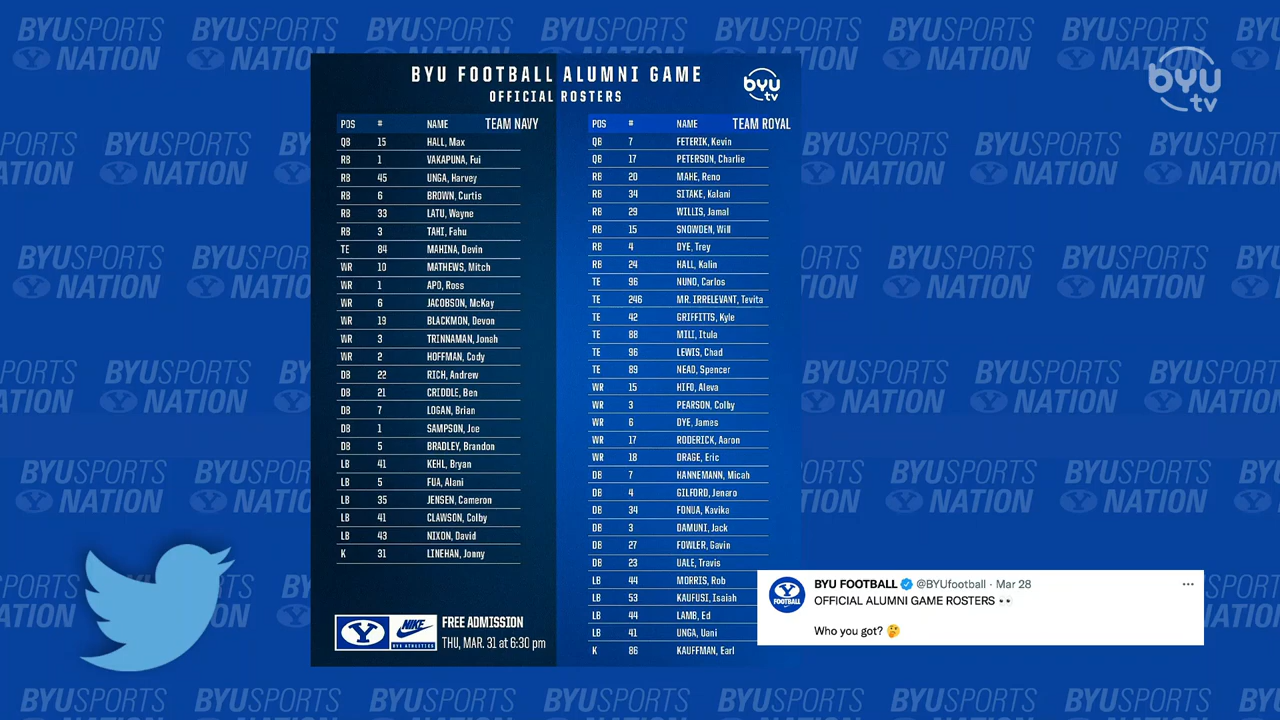 BYUSPORTS NATION
byu tv
BYU FOOTBALL ALUMNI GAME
OFFICIAL ROSTERS
byu tv
POS # NAME TEAM NAVY
QB 15 HALL, Max
RB 1 VAKAPUNA, Fui
RB 45 UNGA, Harvey
RB 6 BROWN, Curtis
RB 33 LATU, Wayne
RB 3 TAHI, Fahu
TE 84 MAHINA, Devin
WR 10 MATHEWS, Mitch
WR 1 APO, Ross
WR 6 JACOBSON, McKay
WR 19 BLACKMON, Devon
WR 3 TRINNAMAN, Jonah
WR 2 HOFFMAN, Cody
DB 22 RICH, Andrew
DB 21 CRIDDLE, Ben
DB 7 LOGAN, Brian
DB 1 SAMPSON, Joe
DB 5 BRADLEY, Brandon
LB 41 KEHL, Bryan
LB 5 FUA, Alani
LB 35 JENSEN, Cameron
LB 41 CLAWSON, Colby
LB 43 NIXON, David
K 31 LINEHAN, Jonny
Y NIKE BYU ATHLETICS
FREE ADMISSION
THU, MAR. 31 at 6:30 pm
POS # NAME TEAM ROYAL
QB 7 FETERIK, Kevin
QB 17 PETERSON, Charlie
RB 20 MAHE, Reno
RB 34 SITAKE, Kalani
RB 29 WILLIS, Jamal
RB 15 SNOWDEN, Will
RB 4 DYE, Trey
RB 24 HALL, Kalin
TE 96 NUNO, Carlos
TE 246 MR. IRRELEVANT, Tevita
TE 42 GRIFFITTS, Kyle
TE 88 MILI, Itula
TE 96 LEWIS, Chad
TE 89 NEAD, Spencer
WR 15 HIFO, Aleva
WR 3 PEARSON, Colby
WR 6 DYE, James
WR 17 RODERICK, Aaron
WR 18 DRAGE, Eric
DB 7 HANNEMANN, Micah
DB 4 GILFORD, Jenaro
DB 34 FONUA, Kavika
DB 3 DAMUNI, Jack
DB 27 FOWLER, Gavin
DB 23 UALE, Travis
LB 44 MORRIS, Rob
LB 53 KAUFUSI, Isaiah
LB 44 LAMB, Ed
LB 41 UNGA, Uani
K 86 KAUFFMAN, Earl
Y FOOTBALL
BYU FOOTBALL @BYUfootball · Mar 28 ...
OFFICIAL ALUMNI GAME ROSTERS 👀
Who you got? 🤔